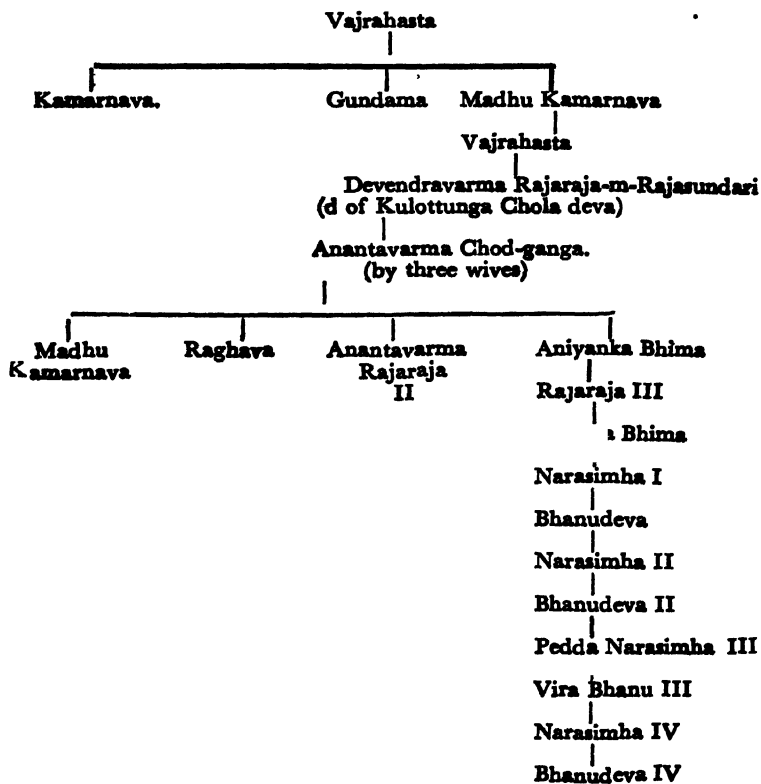 Vajrahasta
Kamarnava. Gundama Madhu Kamarnava
Vajrahasta
Devendravarma Rajaraja-m-Rajasundari
(d of Kulottunga Chola deva)
Anantavarma Chod-ganga.
(by three wives)
Madhu Kamarnava Raghava Anantavarma Rajaraja II Aniyanka Bhima
Rajaraja III
Bhima
Narasimha I
Bhanudeva
Narasimha II
Bhanudeva II
Pedda Narasimha III
Vira Bhanu III
Narasimha IV
Bhanudeva IV